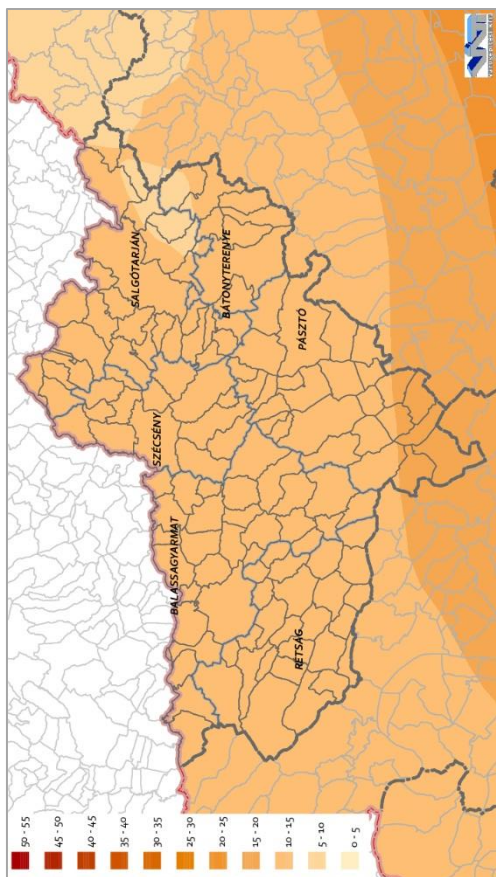 50 - 55
45 - 50
40 - 45
35 - 40
30 - 35
25 - 30
20 - 25
15 - 20
10 - 15
5 - 10
0 - 5
SALGÓTARJÁN
BÁTONYTERENYE
PÁSZTÓ
SZÉCSÉNY
BALASSAGYARMAT
RÉTSÁG